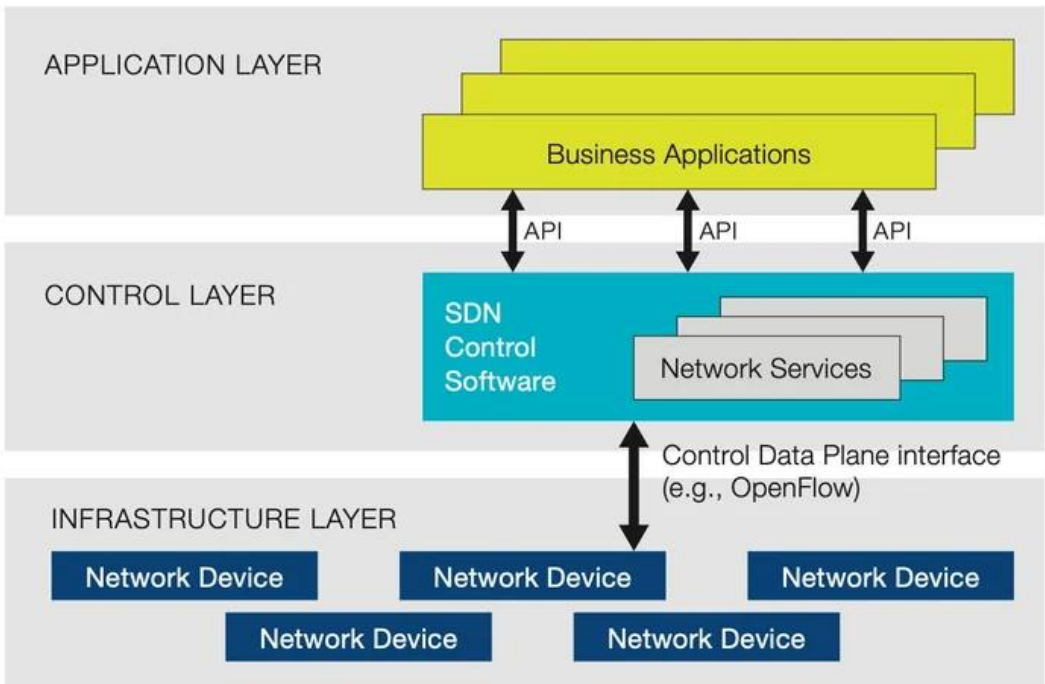 APPLICATION LAYER
Business Applications
API
API
API
CONTROL LAYER
SDN
Control
Software
Network Services
Control Data Plane interface
(e.g., OpenFlow)
INFRASTRUCTURE LAYER
Network Device
Network Device
Network Device
Network Device
Network Device